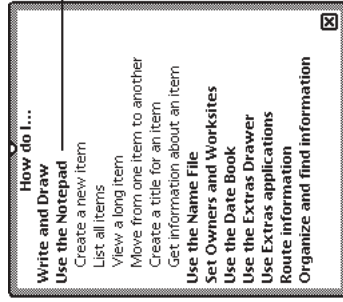 How do I...
Write and Draw
Use the Notepad
Create a new item
List all items
View a long item
Move from one item to another
Create a title for an item
Get information about an item
Use the Name File
Set Owners and Worksites
Use the Date Book
Use the Extras Drawer
Use Extras applications
Route information
Organize and find information